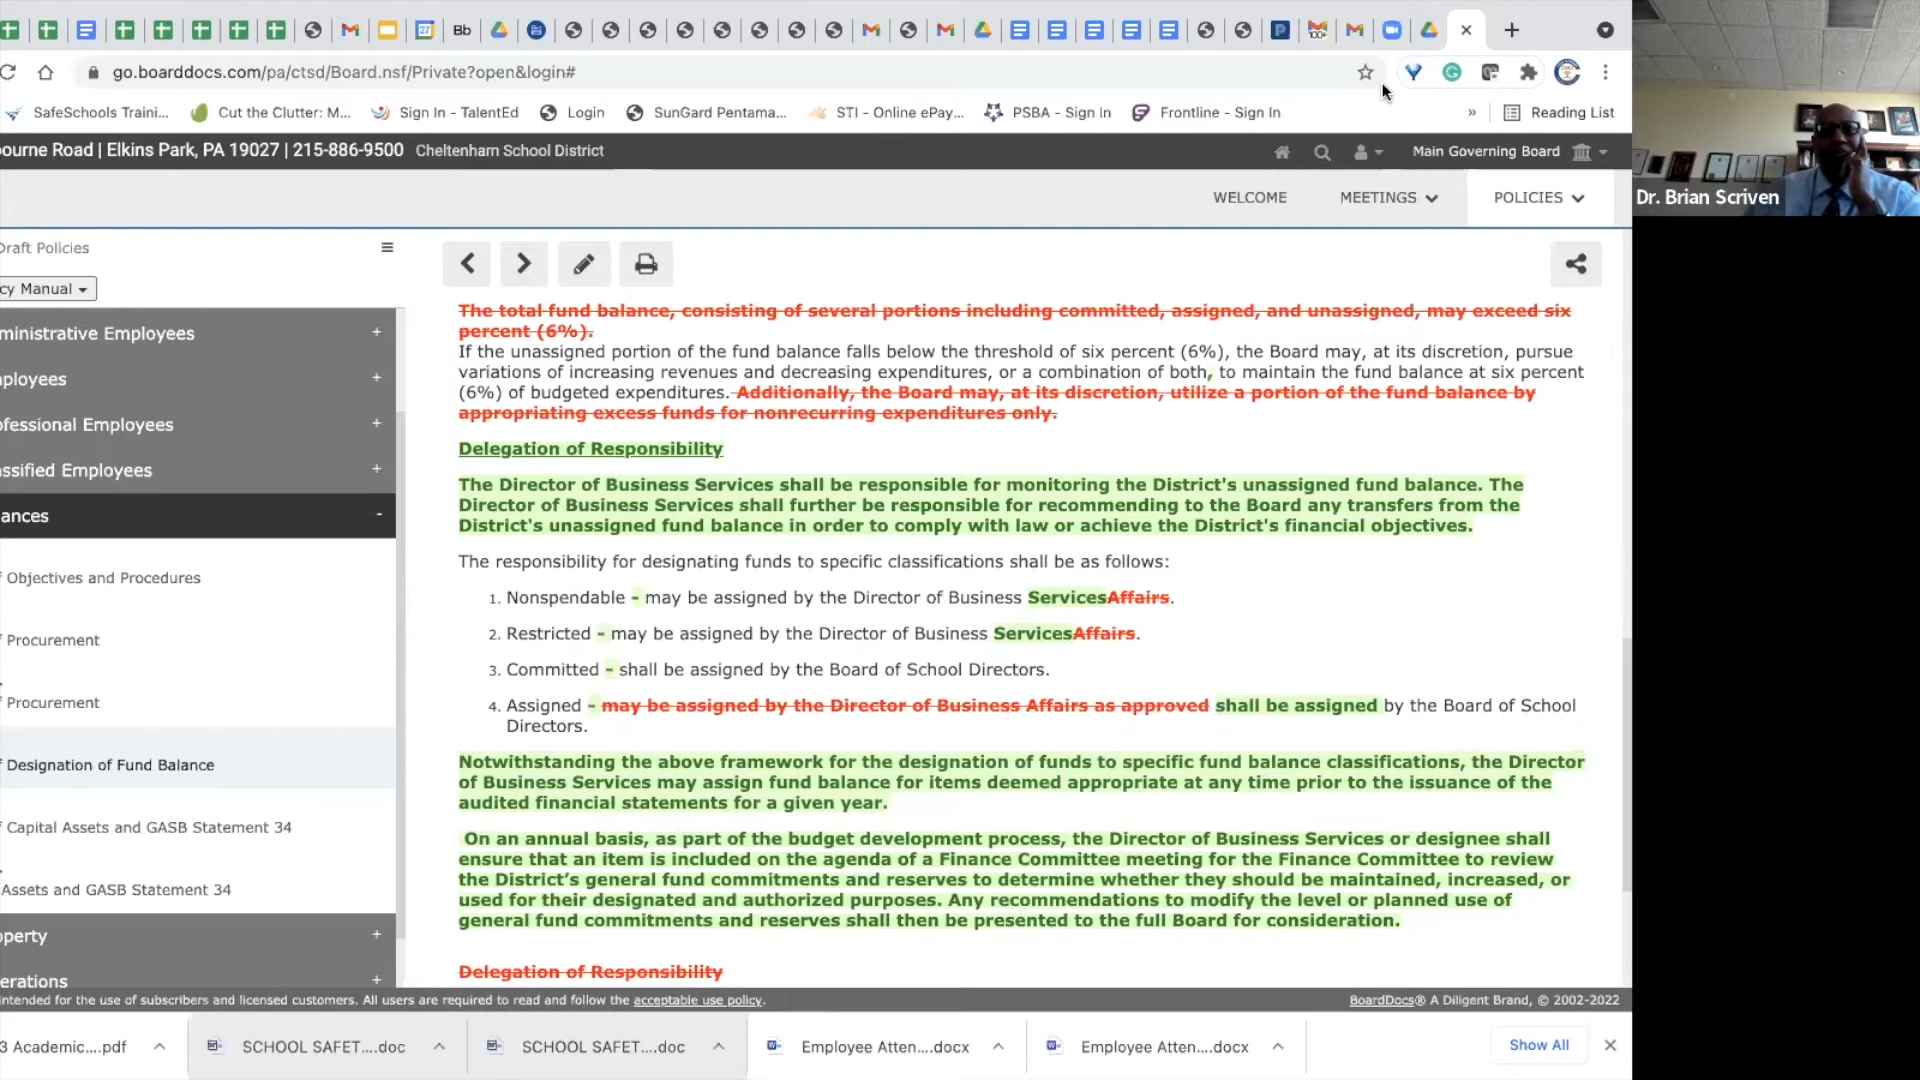 Bb
27
100+
go.boarddocs.com/pa/ctsd/Board.nsf/Private?open&login#
SafeSchools Traini...
Cut the Clutter: M...
Sign In - TalentEd
Login
SunGard Pentama...
STI - Online ePay...
PSBA - Sign In
Frontline - Sign In
»
Reading List
ourne Road | Elkins Park, PA 19027 | 215-886-9500 Cheltenham School District
Main Governing Board
WELCOME
MEETINGS
POLICIES
Dr. Brian Scriven
Draft Policies
cy Manual
ministrative Employees +
ployees +
ofessional Employees +
assified Employees +
ances -
f Objectives and Procedures
f Procurement
f Procurement
f Designation of Fund Balance
f Capital Assets and GASB Statement 34
Assets and GASB Statement 34
operty +
erations +
The total fund balance, consisting of several portions including committed, assigned, and unassigned, may exceed six
percent (6%).
If the unassigned portion of the fund balance falls below the threshold of six percent (6%), the Board may, at its discretion, pursue
variations of increasing revenues and decreasing expenditures, or a combination of both, to maintain the fund balance at six percent
(6%) of budgeted expenditures. Additionally, the Board may, at its discretion, utilize a portion of the fund balance by
appropriating excess funds for nonrecurring expenditures only.
Delegation of Responsibility
The Director of Business Services shall be responsible for monitoring the District's unassigned fund balance. The
Director of Business Services shall further be responsible for recommending to the Board any transfers from the
District's unassigned fund balance in order to comply with law or achieve the District's financial objectives.
The responsibility for designating funds to specific classifications shall be as follows:
1. Nonspendable - may be assigned by the Director of Business ServicesAffairs.
2. Restricted - may be assigned by the Director of Business ServicesAffairs.
3. Committed - shall be assigned by the Board of School Directors.
4. Assigned - may be assigned by the Director of Business Affairs as approved shall be assigned by the Board of School
Directors.
Notwithstanding the above framework for the designation of funds to specific fund balance classifications, the Director
of Business Services may assign fund balance for items deemed appropriate at any time prior to the issuance of the
audited financial statements for a given year.
On an annual basis, as part of the budget development process, the Director of Business Services or designee shall
ensure that an item is included on the agenda of a Finance Committee meeting for the Finance Committee to review
the District's general fund commitments and reserves to determine whether they should be maintained, increased, or
used for their designated and authorized purposes. Any recommendations to modify the level or planned use of
general fund commitments and reserves shall then be presented to the full Board for consideration.
Delegation of Responsibility
intended for the use of subscribers and licensed customers. All users are required to read and follow the acceptable use policy.
BoardDocs® A Diligent Brand, © 2002-2022
3 Academic....pdf
SCHOOL SAFET....doc
SCHOOL SAFET....doc
Employee Atten....docx
Employee Atten....docx
Show All